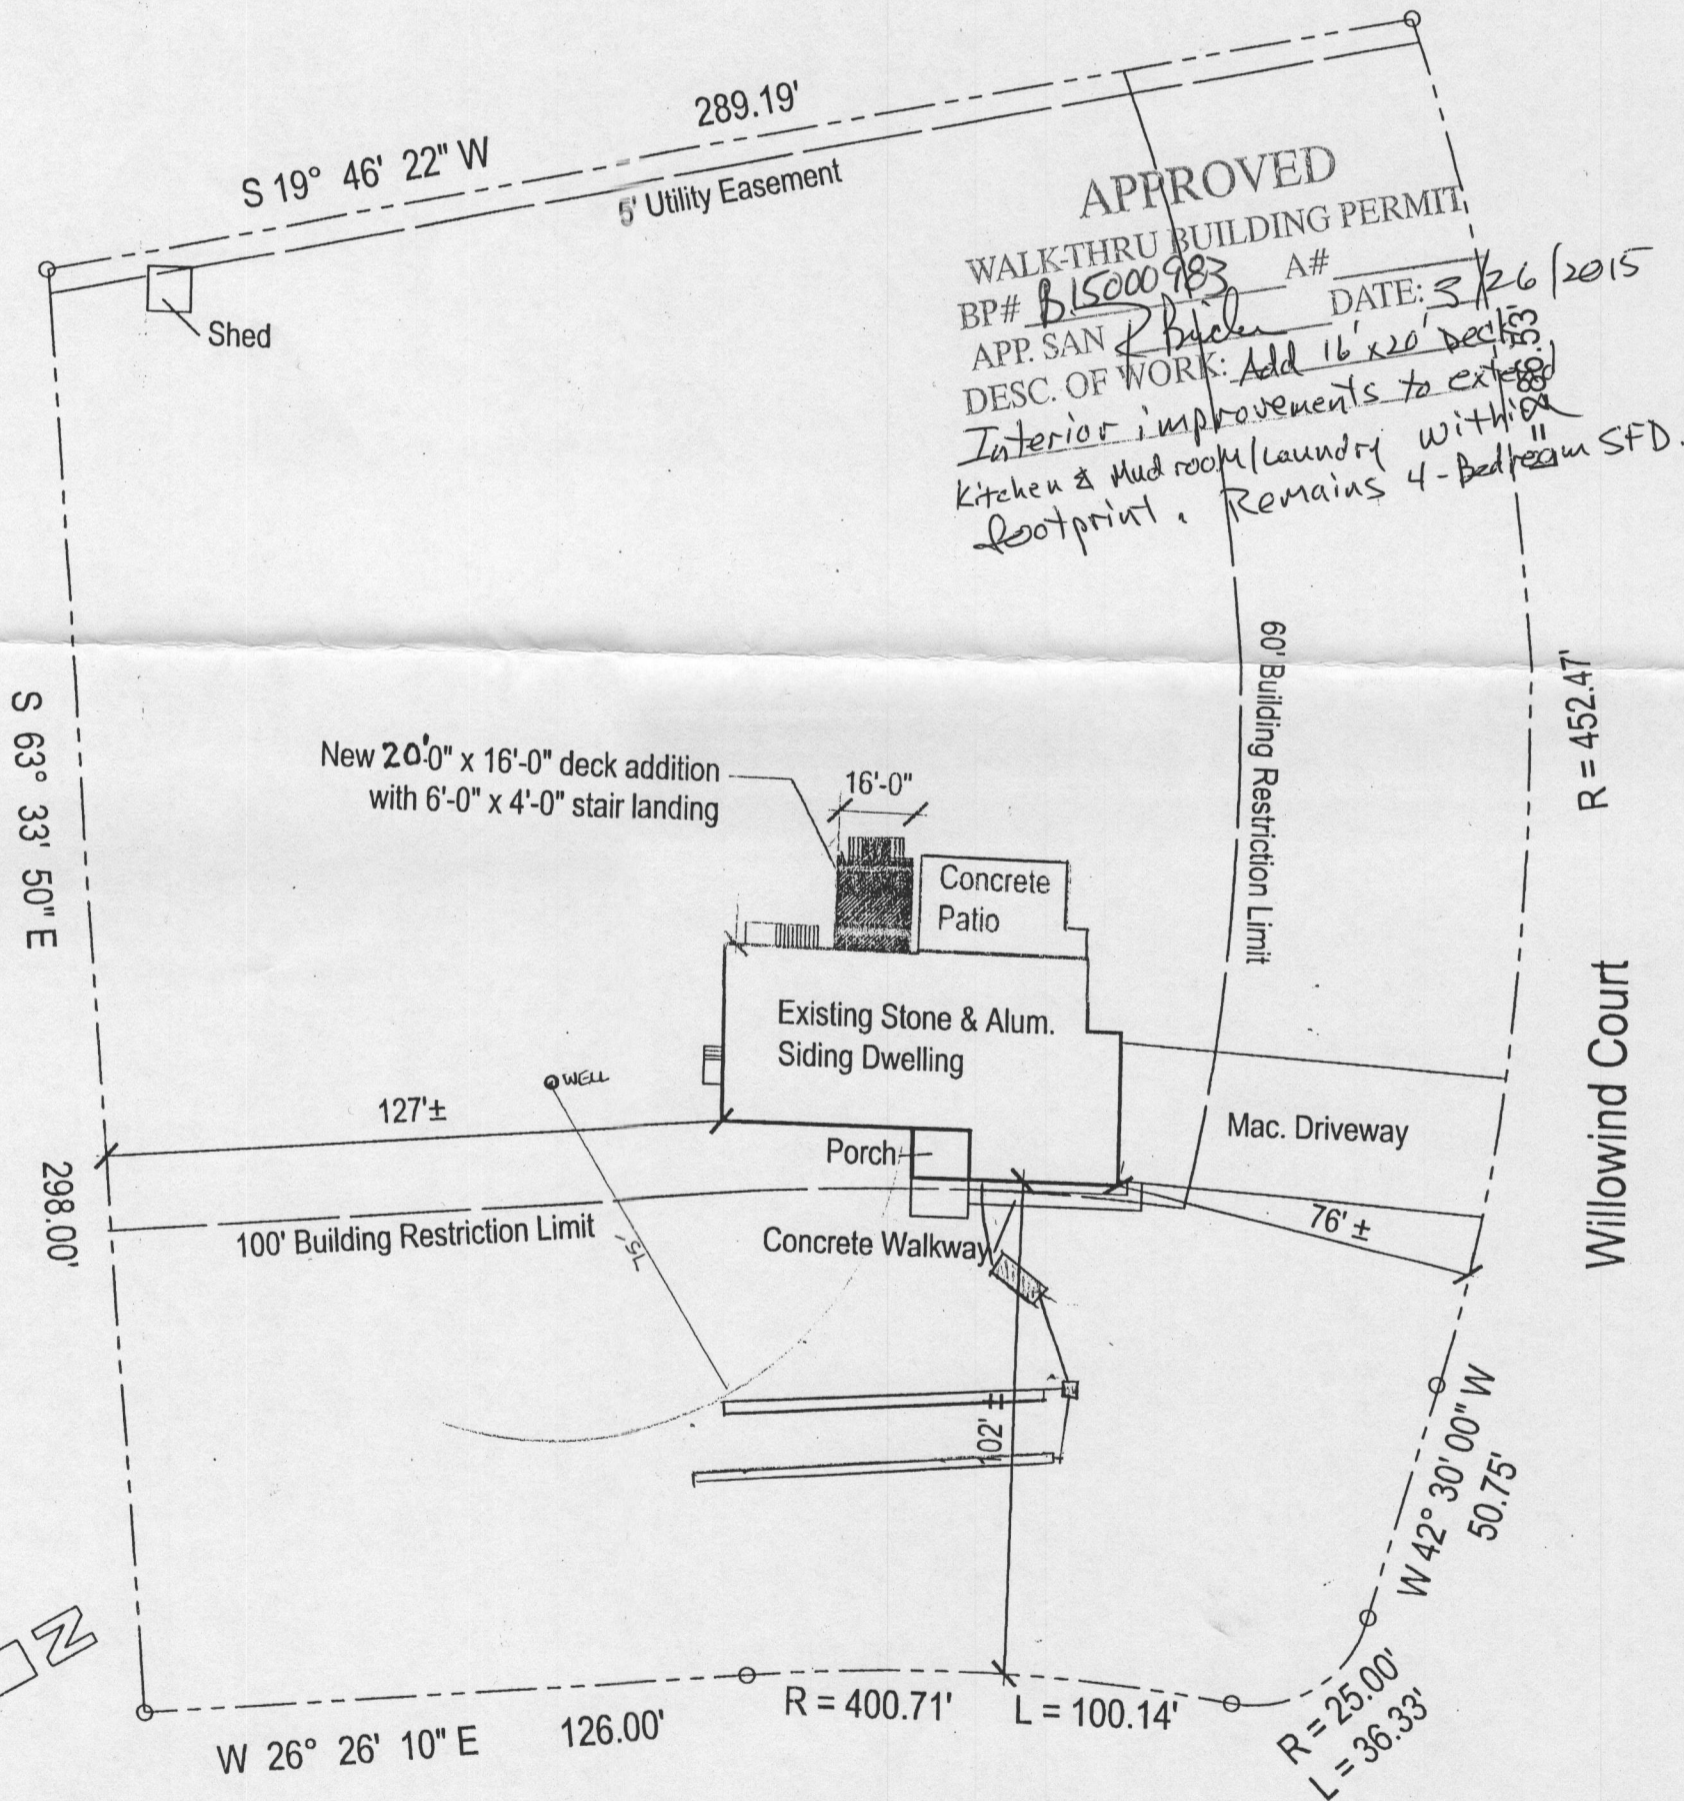 289.19'
S 19° 46' 22" W
5' Utility Easement
Shed
APPROVED
WALK-THRU BUILDING PERMIT
BP# B15000983 A#
APP. SAN DATE: 3/26/2015
DESC. OF WORK: Add 16'x20' Deck,
Interior improvements to extend
Kitchen & Mud room/Laundry within
footprint. Remains 4-Bedroom SFD.
60' Building Restriction Limit
R = 452.47'
S 63° 33' 50" E
298.00'
New 20'0" x 16'-0" deck addition
with 6'-0" x 4'-0" stair landing
16'-0"
Concrete
Patio
Existing Stone & Alum.
Siding Dwelling
WELL
127'±
Porch
Mac. Driveway
Willowind Court
100' Building Restriction Limit
75'
Concrete Walkway
76' ±
102' ±
W 42° 30' 00" W
50.75'
N
W 26° 26' 10" E
126.00'
R = 400.71'
L = 100.14'
R = 25.00'
L = 36.33'